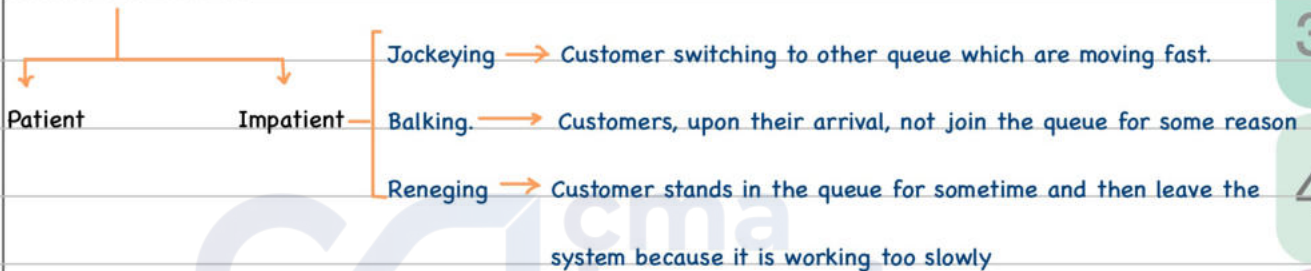 Jockeying → Customer switching to other queue which are moving fast.
Patient Impatient Balking. → Customers, upon their arrival, not join the queue for some reason
Reneging → Customer stands in the queue for sometime and then leave the
system because it is working too slowly
cma
3
4